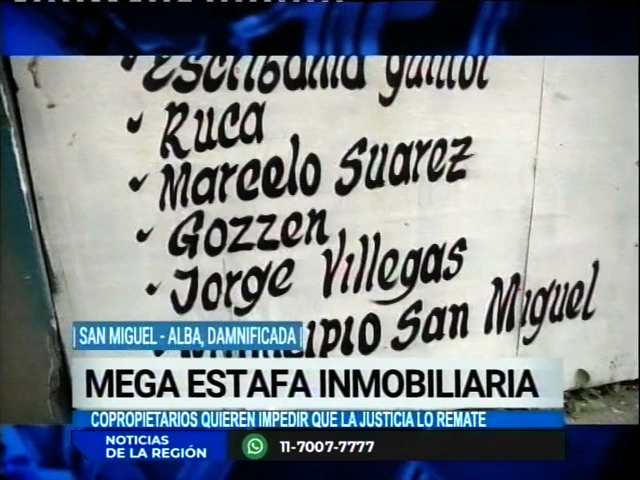 Escribanía
✓ Ruca
✓ Marcelo Suarez
✓ Gozzen
✓ Jorge Villegas
San Miguel
| SAN MIGUEL - ALBA, DAMNIFICADA |
MEGA ESTAFA INMOBILIARIA
COPROPIETARIOS QUIEREN IMPEDIR QUE LA JUSTICIA LO REMATE
NOTICIAS
DE LA REGIÓN
11-7007-7777